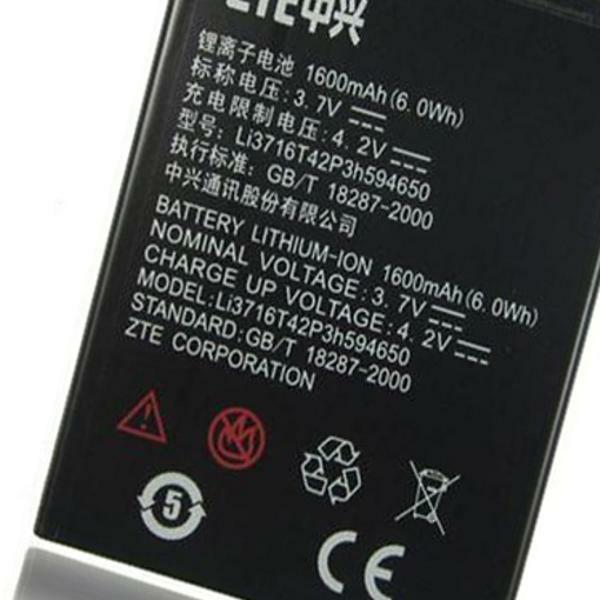 ZTE中兴
锂离子电池 1600mAh(6.0Wh)
标称电压:3.7V
充电限制电压:4.2V
型号: Li3716T42P3h594650
执行标准: GB/T 18287-2000
中兴通讯股份有限公司
BATTERY LITHIUM-ION 1600mAh(6.0Wh)
NOMINAL VOLTAGE:3.7V
CHARGE UP VOLTAGE:4.2V
MODEL:Li3716T42P3h594650
STANDARD:GB/T 18287-2000
ZTE CORPORATION
5
CE